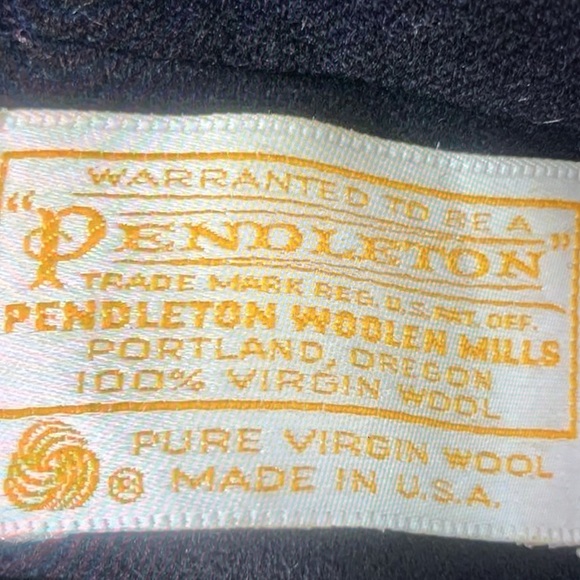 WARRANTED TO BE A
"PENDLETON"
TRADE MARK REG. U.S. PAT. OFF.
PENDLETON WOOLEN MILLS
PORTLAND, OREGON
100% VIRGIN WOOL
PURE VIRGIN WOOL
® MADE IN U.S.A.